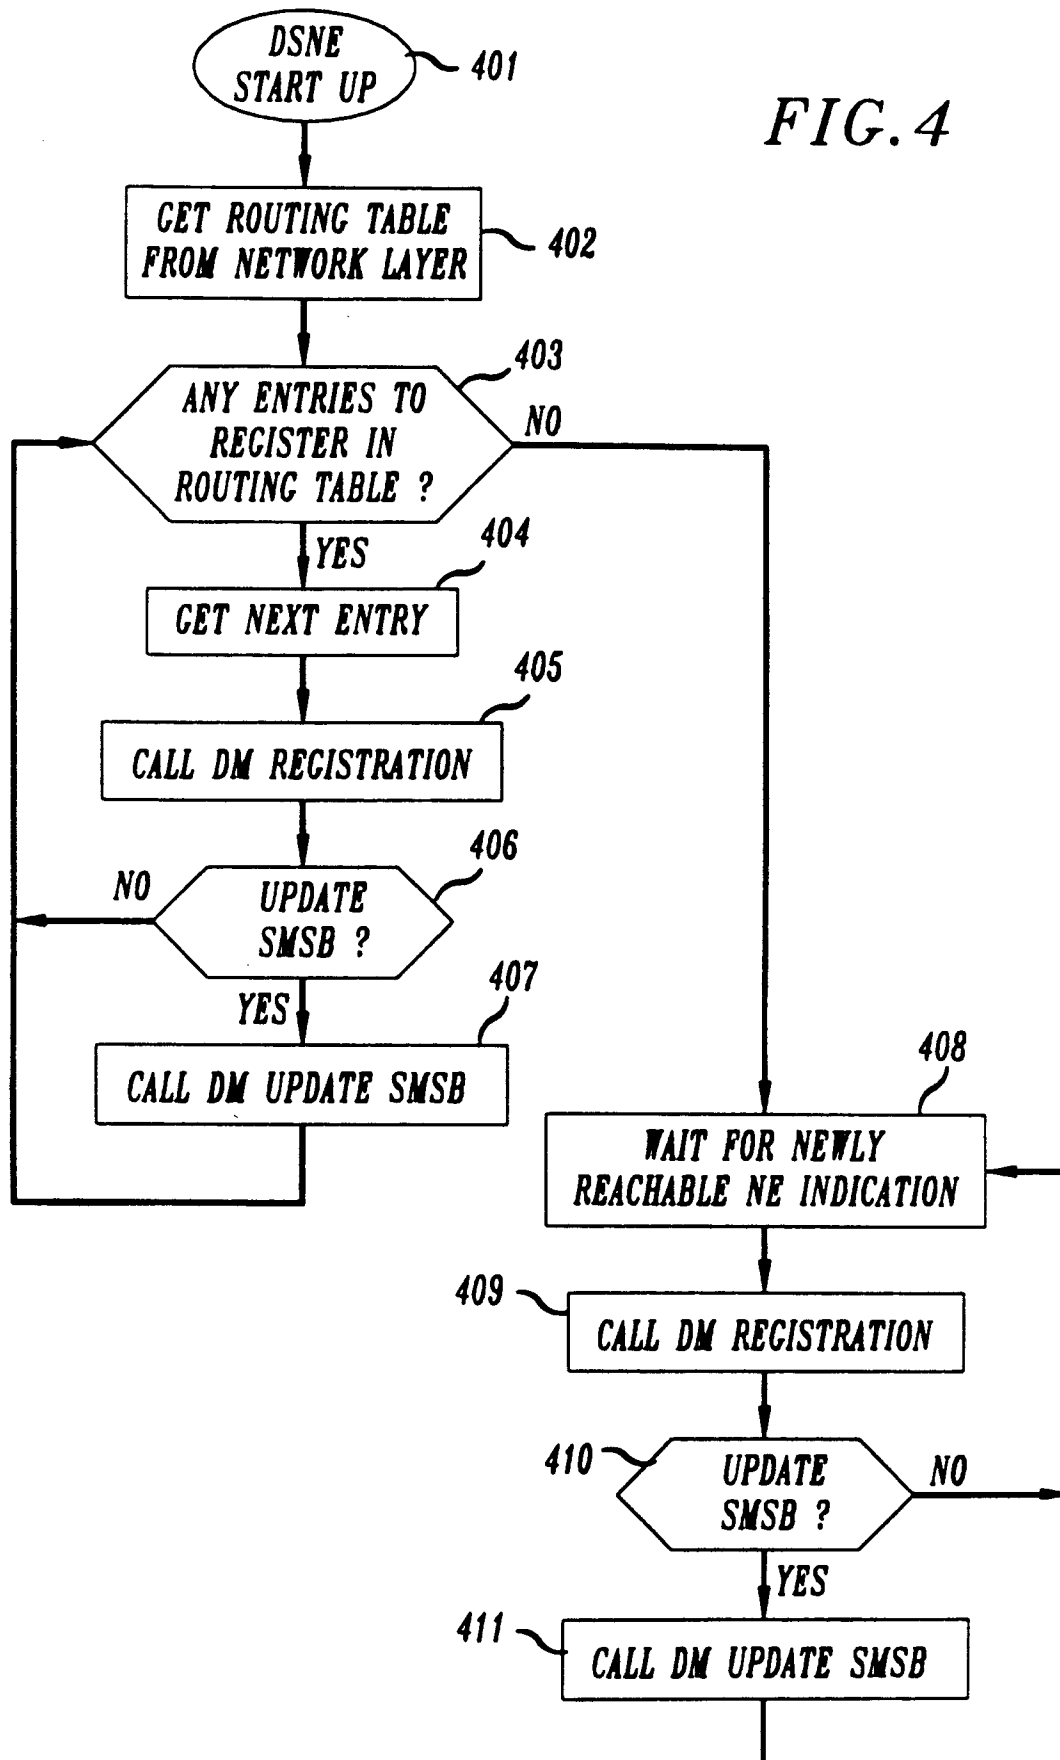 DSNE
START UP
401
FIG. 4
GET ROUTING TABLE
FROM NETWORK LAYER
402
403
ANY ENTRIES TO
REGISTER IN
ROUTING TABLE ?
NO
YES
404
GET NEXT ENTRY
405
CALL DM REGISTRATION
406
NO
UPDATE
SMSB ?
YES
407
CALL DM UPDATE SMSB
408
WAIT FOR NEWLY
REACHABLE NE INDICATION
409
CALL DM REGISTRATION
410
UPDATE
SMSB ?
NO
YES
411
CALL DM UPDATE SMSB